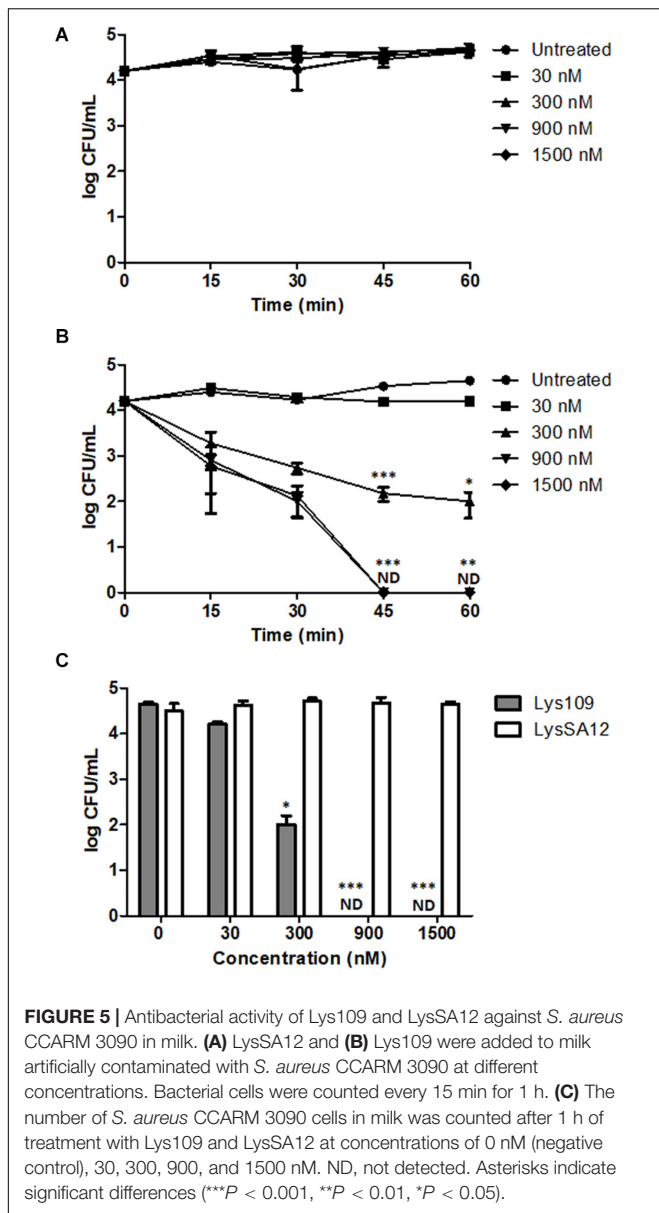 A
5
4
3
2
1
0
log CFU/mL
0 15 30 45 60
Time (min)
Untreated
30 nM
300 nM
900 nM
1500 nM
B
5
4
3
2
1
0
log CFU/mL
*** *
*** **
ND ND
0 15 30 45 60
Time (min)
Untreated
30 nM
300 nM
900 nM
1500 nM
C
5
4
3
2
1
0
log CFU/mL
*
*** ***
ND ND
0 30 300 900 1500
Concentration (nM)
Lys109
LysSA12
FIGURE 5 | Antibacterial activity of Lys109 and LysSA12 against S. aureus
CCARM 3090 in milk. (A) LysSA12 and (B) Lys109 were added to milk
artificially contaminated with S. aureus CCARM 3090 at different
concentrations. Bacterial cells were counted every 15 min for 1 h. (C) The
number of S. aureus CCARM 3090 cells in milk was counted after 1 h of
treatment with Lys109 and LysSA12 at concentrations of 0 nM (negative
control), 30, 300, 900, and 1500 nM. ND, not detected. Asterisks indicate
significant differences (***P < 0.001, **P < 0.01, *P < 0.05).